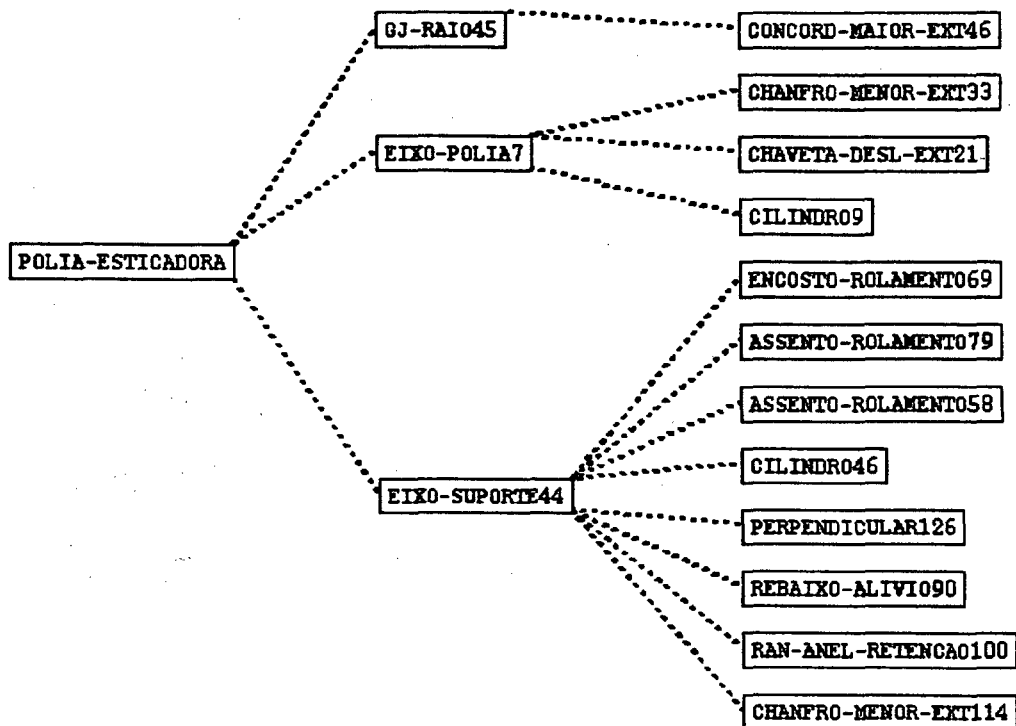 GJ-RAIO45
CONCORD-MAIOR-EXT46
CHANFRO-MENOR-EXT33
EIXO-POLIA7
CHAVETA-DESL-EXT21
CILINDRO9
POLIA-ESTICADORA
ENCOSTO-ROLAMENTO69
ASSENTO-ROLAMENTO79
ASSENTO-ROLAMENTO58
CILINDRO46
EIXO-SUPORTE44
PERPENDICULAR126
REBAIXO-ALIVIO90
RAN-ANEL-RETENCAO100
CHANFRO-MENOR-EXT114